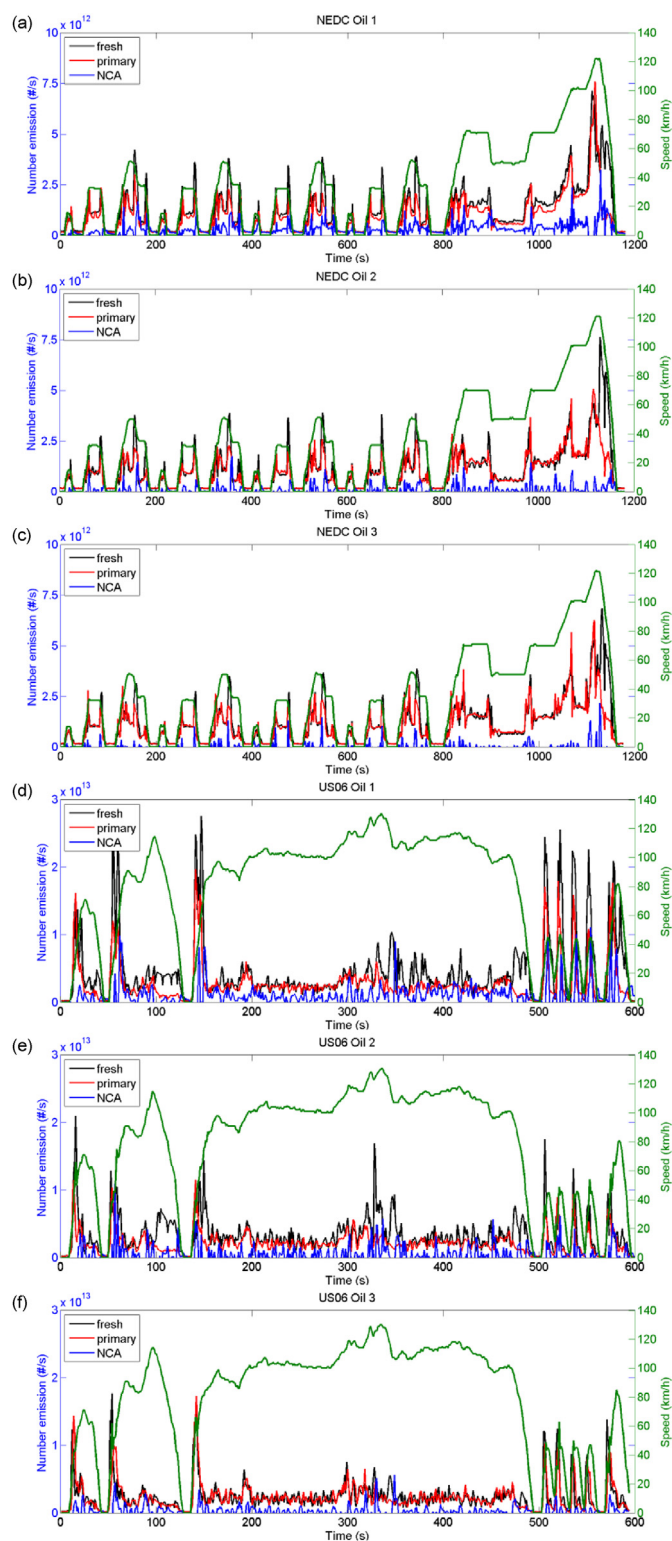 (a)
NEDC Oil 1
x 10^12
10
7.5
5
2.5
0
Number emission (#/s)
fresh
primary
NCA
140
120
100
80
60
40
20
0
Speed (km/h)
0 200 400 600 800 1000 1200
Time (s)
(b)
NEDC Oil 2
x 10^12
10
7.5
5
2.5
0
Number emission (#/s)
fresh
primary
NCA
140
120
100
80
60
40
20
0
Speed (km/h)
0 200 400 600 800 1000 1200
Time (s)
(c)
NEDC Oil 3
x 10^12
10
7.5
5
2.5
0
Number emission (#/s)
fresh
primary
NCA
140
120
100
80
60
40
20
0
Speed (km/h)
0 200 400 600 800 1000 1200
Time (s)
(d)
US06 Oil 1
x 10^13
3
2
1
0
Number emission (#/s)
fresh
primary
NCA
140
120
100
80
60
40
20
0
Speed (km/h)
0 100 200 300 400 500 600
Time (s)
(e)
US06 Oil 2
x 10^13
3
2
1
0
Number emission (#/s)
fresh
primary
NCA
140
120
100
80
60
40
20
0
Speed (km/h)
0 100 200 300 400 500 600
Time (s)
(f)
US06 Oil 3
x 10^13
3
2
1
0
Number emission (#/s)
fresh
primary
NCA
140
120
100
80
60
40
20
0
Speed (km/h)
0 100 200 300 400 500 600
Time (s)